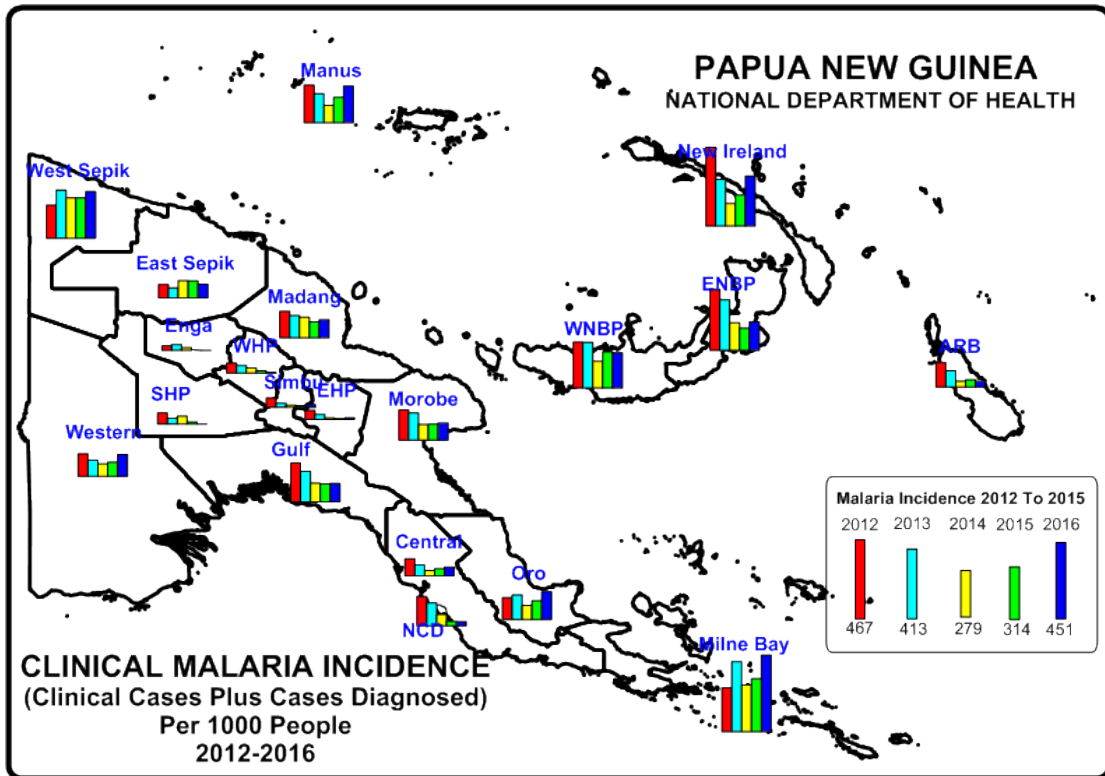 PAPUA NEW GUINEA
NATIONAL DEPARTMENT OF HEALTH
Manus
New Ireland
West Sepik
East Sepik
ENBP
Madang
WNBP
Enga
WHP
ARB
Simbu
EHP
SHP
Morobe
Western
Gulf
Central
Oro
NCD
Milne Bay
Malaria Incidence 2012 To 2015
2012 2013 2014 2015 2016
467 413 279 314 451
CLINICAL MALARIA INCIDENCE
(Clinical Cases Plus Cases Diagnosed)
Per 1000 People
2012-2016